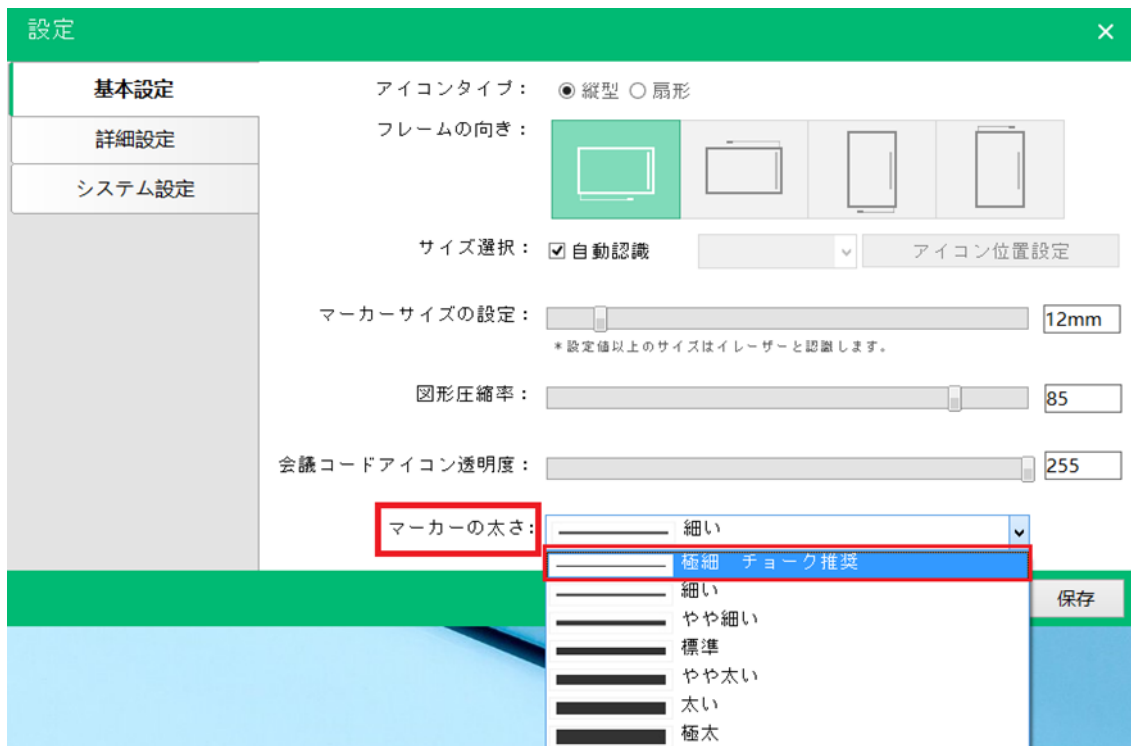 設定
×
基本設定
詳細設定
システム設定
アイコンタイプ： 縦型 扇形
フレームの向き：
サイズ選択： 自動認識 アイコン位置設定
マーカーサイズの設定： 12mm
*設定値以上のサイズはイレーザーと認識します。
図形圧縮率： 85
会議コードアイコン透明度： 255
マーカーの太さ: 細い
極細　チョーク推奨
細い
保存
やや細い
標準
やや太い
太い
極太